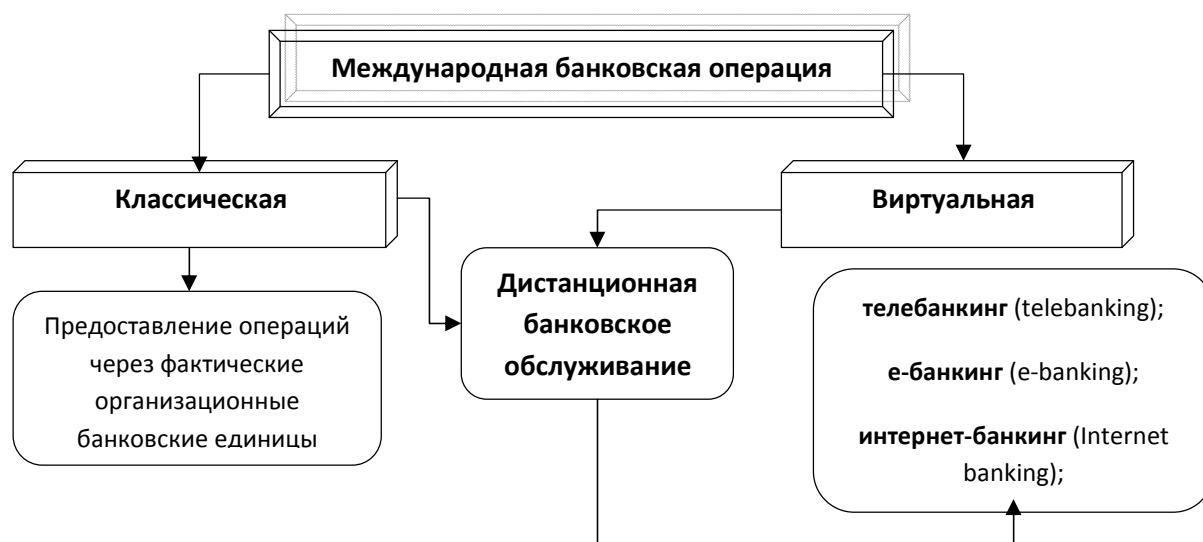 Международная банковская операция
Классическая
Виртуальная
Предоставление операций
через фактические
организационные
банковские единицы
Дистанционная
банковское
обслуживание
телебанкинг (telebanking);
е-банкинг (e-banking);
интернет-банкинг (Internet
banking);